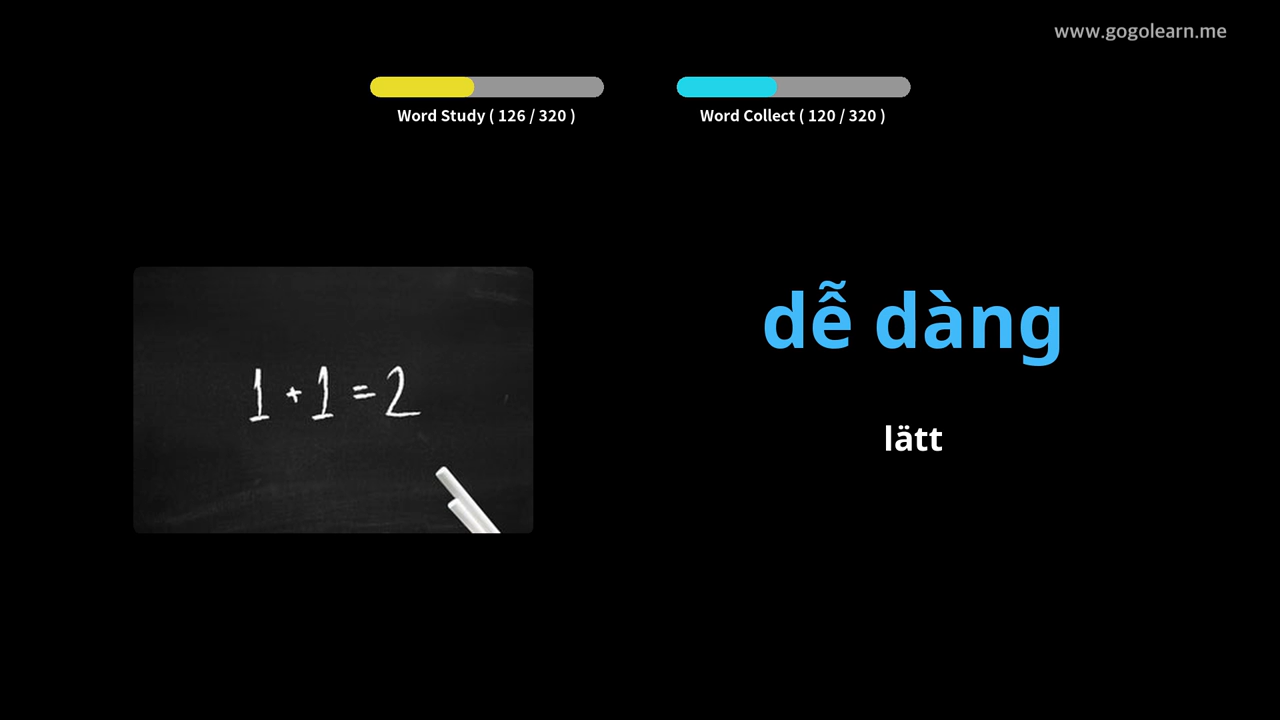 www.gogolearn.me
Word Study ( 126 / 320 )
Word Collect ( 120 / 320 )
1 + 1 = 2
dễ dàng
lätt